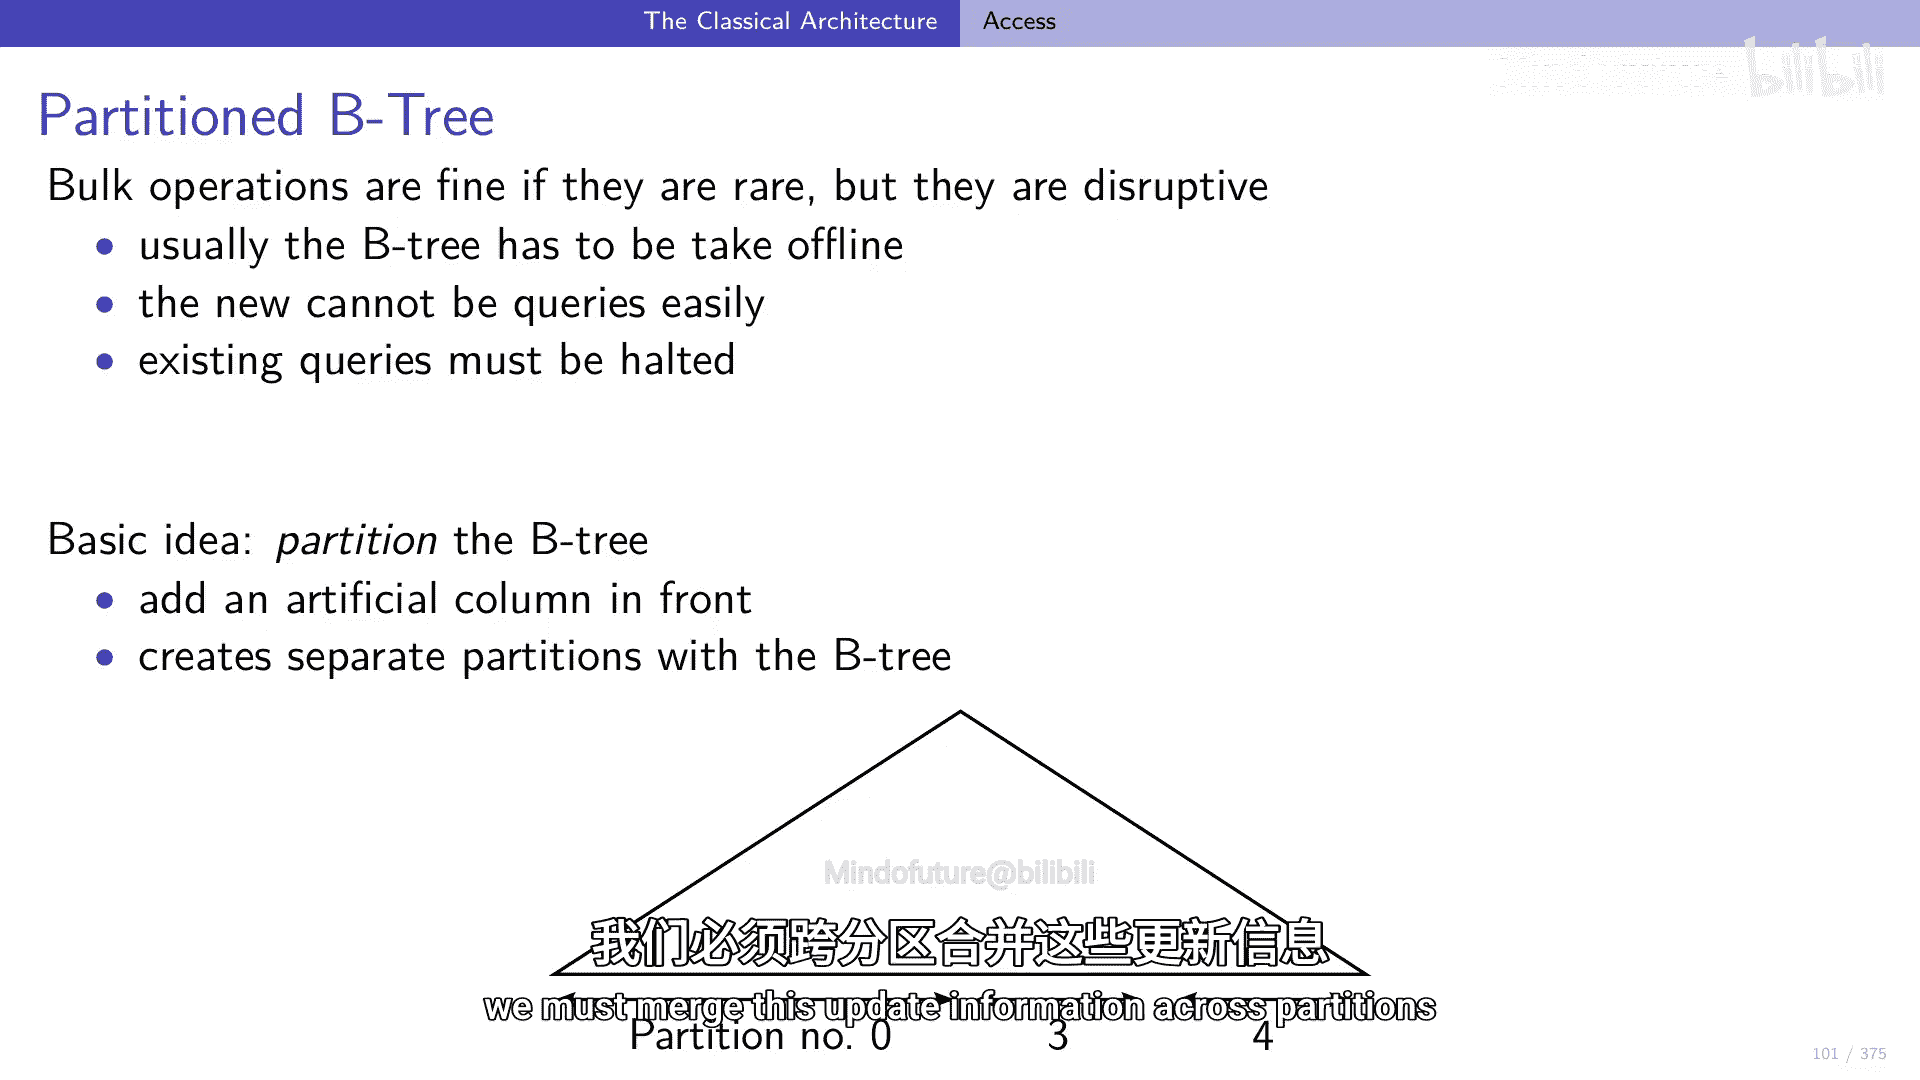 The Classical Architecture Access
bilibili
Partitioned B-Tree
Bulk operations are fine if they are rare, but they are disruptive
• usually the B-tree has to be take offline
• the new cannot be queries easily
• existing queries must be halted
Basic idea: partition the B-tree
• add an artificial column in front
• creates separate partitions with the B-tree
Mindofuture@bilibili
我们必须跨分区合并这些更新信息
we must merge this update information across partitions
Partition no. 0 3 4
101 / 375